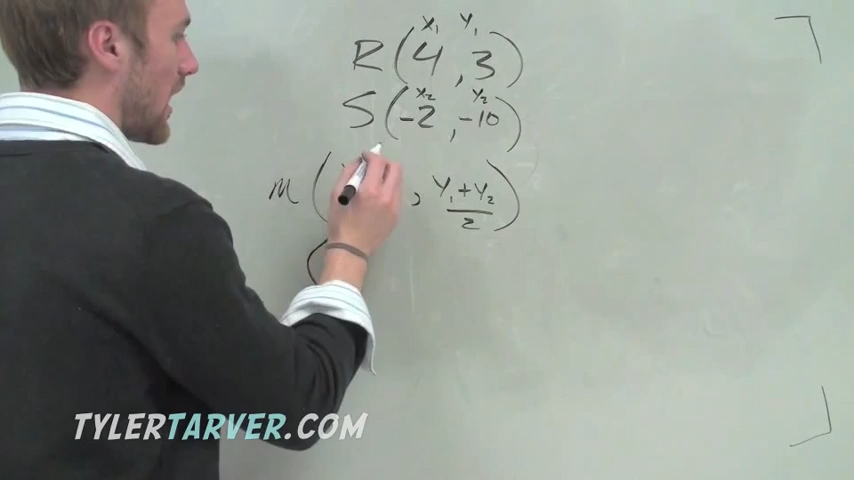 x₁ y₁
R(4, 3)
x₂ y₂
S(-2, -10)
M( , y₁+y₂
2 )
TYLERTARVER.COM